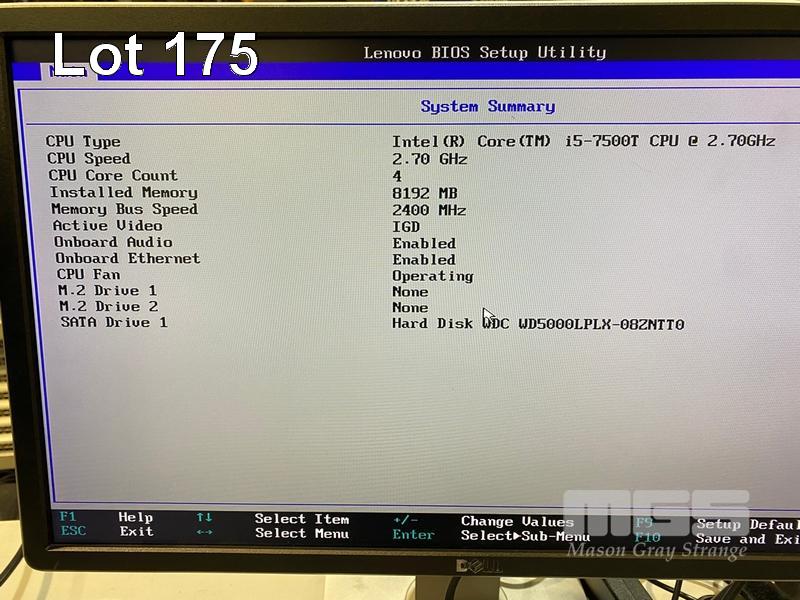 Lot 175
Lenovo BIOS Setup Utility
Main
System Summary
CPU Type Intel(R) Core(TM) i5-7500T CPU @ 2.70GHz
CPU Speed 2.70 GHz
CPU Core Count 4
Installed Memory 8192 MB
Memory Bus Speed 2400 MHz
Active Video IGD
Onboard Audio Enabled
Onboard Ethernet Enabled
CPU Fan Operating
M.2 Drive 1 None
M.2 Drive 2 None
SATA Drive 1 Hard Disk WDC WD5000LPLX-08ZNTT0
F1 Help ↑↓ Select Item +/- Change Values F9 Setup Defaul
ESC Exit ←→ Select Menu Enter Select▶Sub-Menu F10 Save and Exi
MGS
Mason Gray Strange
DELL